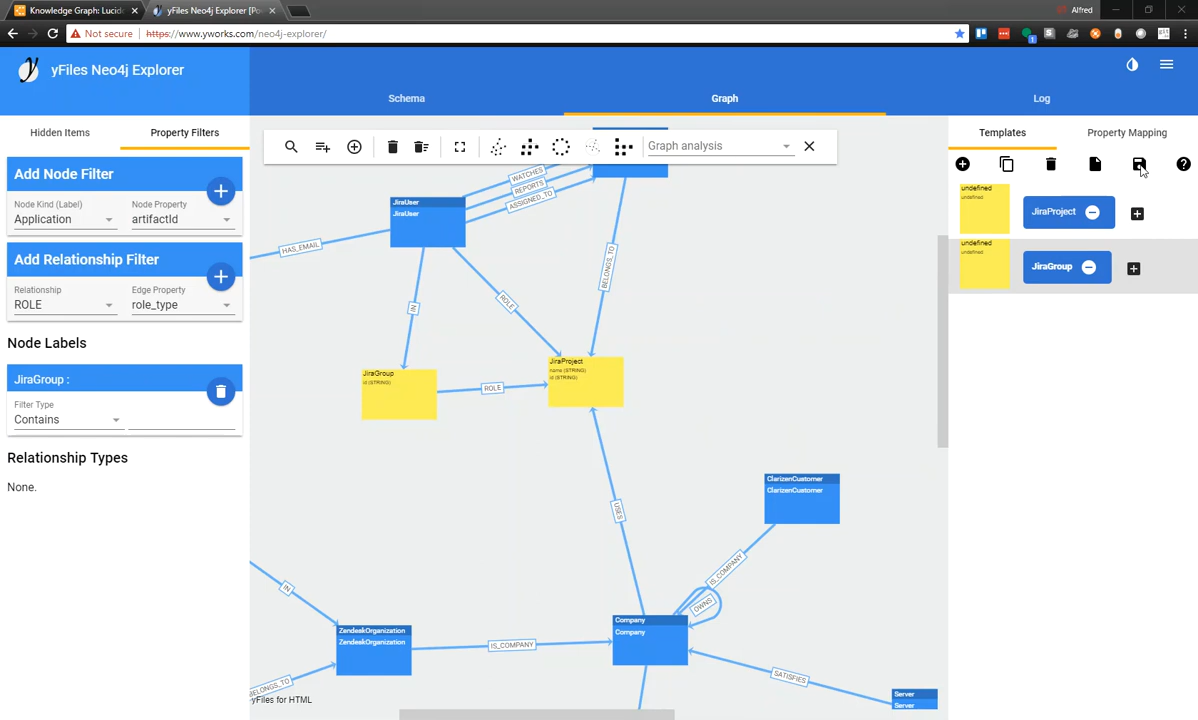 Knowledge Graph: Lucid
yFiles Neo4j Explorer [Po
Alfred
Not secure
https://www.yworks.com/neo4j-explorer/
yFiles Neo4j Explorer
Schema
Graph
Log
Hidden Items
Property Filters
Templates
Property Mapping
Graph analysis
Add Node Filter
Node Kind (Label)
Node Property
Application
artifactId
Add Relationship Filter
Relationship
Edge Property
ROLE
role_type
Node Labels
JiraGroup :
Filter Type
Contains
Relationship Types
None.
WATCHES
REPORTS
ASSIGNED_TO
JiraUser
JiraUser
HAS_EMAIL
BELONGS_TO
IN
ROLE
JiraProject
name (STRING)
id (STRING)
JiraGroup
id (STRING)
ROLE
USES
ClarizenCustomer
ClarizenCustomer
IS_COMPANY
OWNS
IN
Company
Company
ZendeskOrganization
ZendeskOrganization
IS_COMPANY
SATISFIES
BELONGS_TO
Server
Server
yFiles for HTML
undefined
undefined
JiraProject
undefined
undefined
JiraGroup